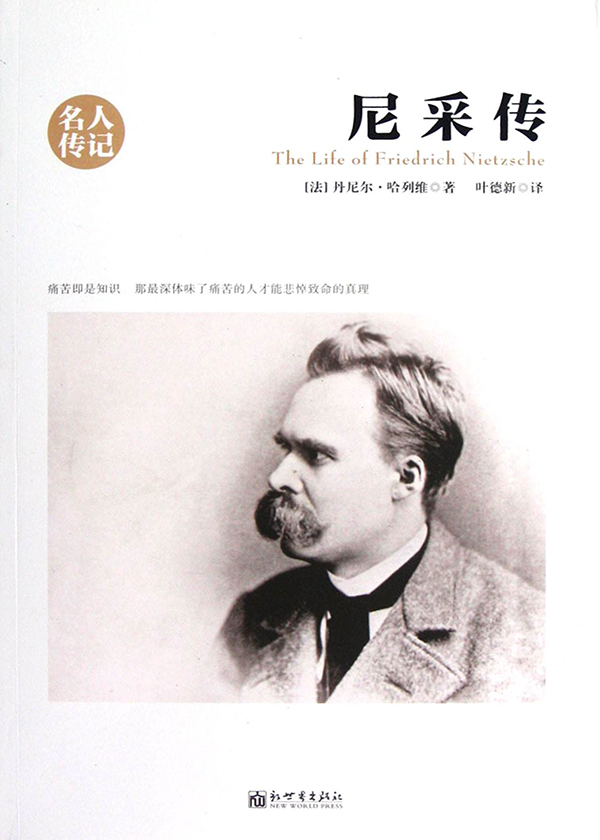 名人
传记
尼采传
The Life of Friedrich Nietzsche
[法] 丹尼尔·哈列维◎著 叶德新◎译
痛苦即是知识 那最深体味了痛苦的人才能悲悼致命的真理
新世界出版社
NEW WORLD PRESS